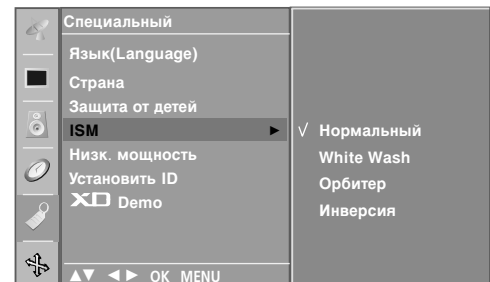 Специальный
Язык(Language)
Страна
Защита от детей
ISM ►
Низк. мощность
Установить ID
XD Demo
√ Нормальный
White Wash
Орбитер
Инверсия
▲▼ ◄► OK MENU